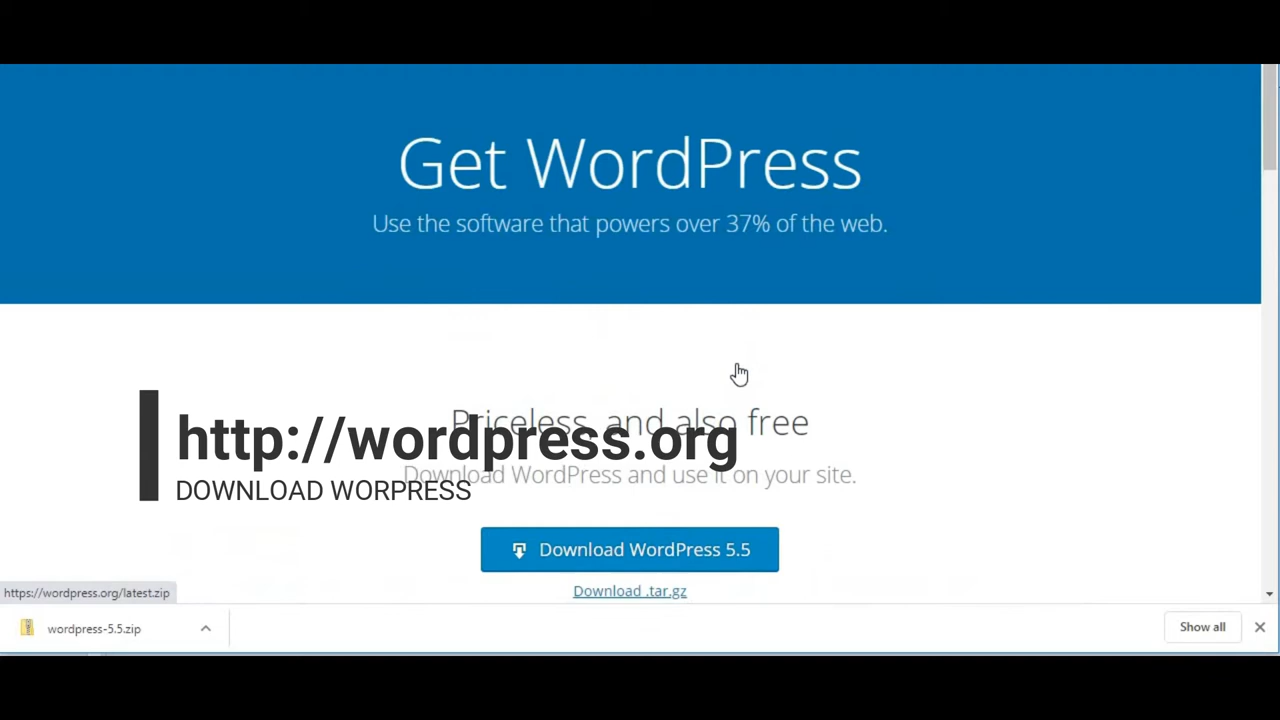 Get WordPress
Use the software that powers over 37% of the web.
Priceless, and also free
http://wordpress.org
Download WordPress and use it on your site.
DOWNLOAD WORPRESS
Download WordPress 5.5
Download .tar.gz
https://wordpress.org/latest.zip
wordpress-5.5.zip
Show all